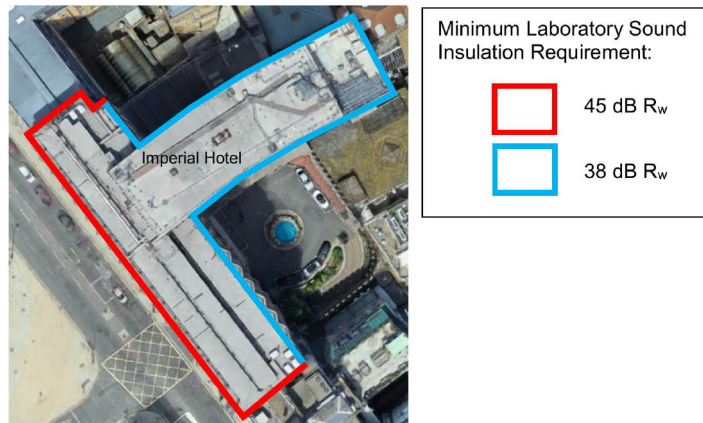 Minimum Laboratory Sound
Insulation Requirement:
45 dB Rw
38 dB Rw
Imperial Hotel